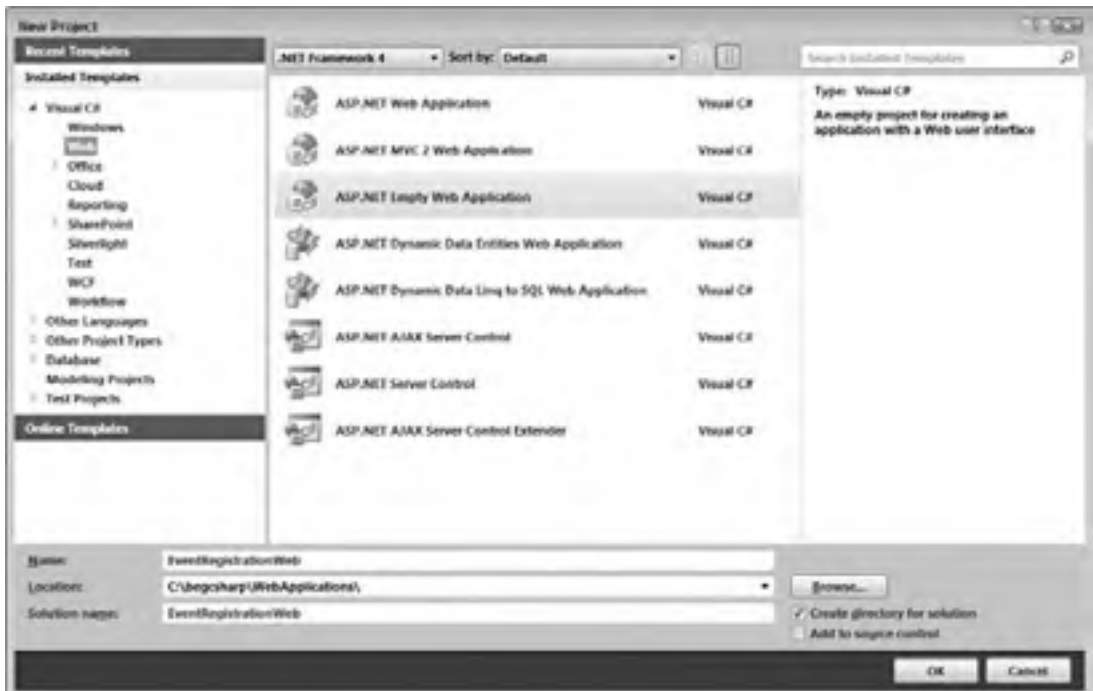 New Project
Recent Templates
Installed Templates
Visual C#
Windows
Web
Office
Cloud
Reporting
SharePoint
Silverlight
Test
WCF
Workflow
Other Languages
Other Project Types
Database
Modeling Projects
Test Projects
Online Templates
.NET Framework 4 Sort by: Default
ASP.NET Web Application Visual C#
ASP.NET MVC 2 Web Application Visual C#
ASP.NET Empty Web Application Visual C#
ASP.NET Dynamic Data Entities Web Application Visual C#
ASP.NET Dynamic Data Linq to SQL Web Application Visual C#
ASP.NET AJAX Server Control Visual C#
ASP.NET Server Control Visual C#
ASP.NET AJAX Server Control Extender Visual C#
Search Installed Templates
Type: Visual C#
An empty project for creating an
application with a Web user interface
Name: EventRegistrationWeb
Location: C:\begcsharp\WebApplications\
Browse...
Solution name: EventRegistrationWeb
Create directory for solution
Add to source control
OK Cancel